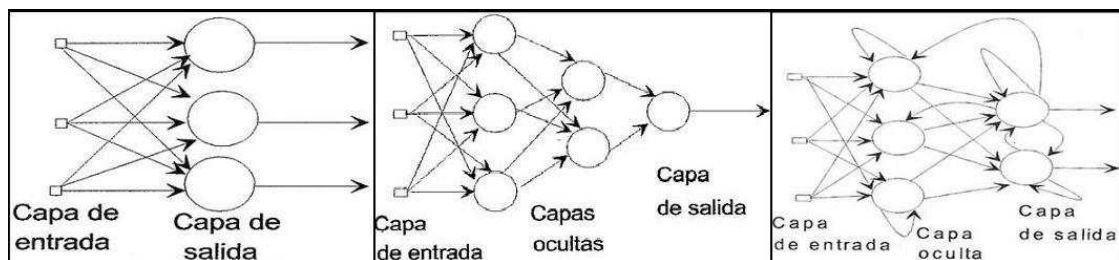 Capa de
entrada
Capa de
salida
Capa
de entrada
Capas
ocultas
Capa
de salida
Capa
de entrada
Capa
oculta
Capa
de salida